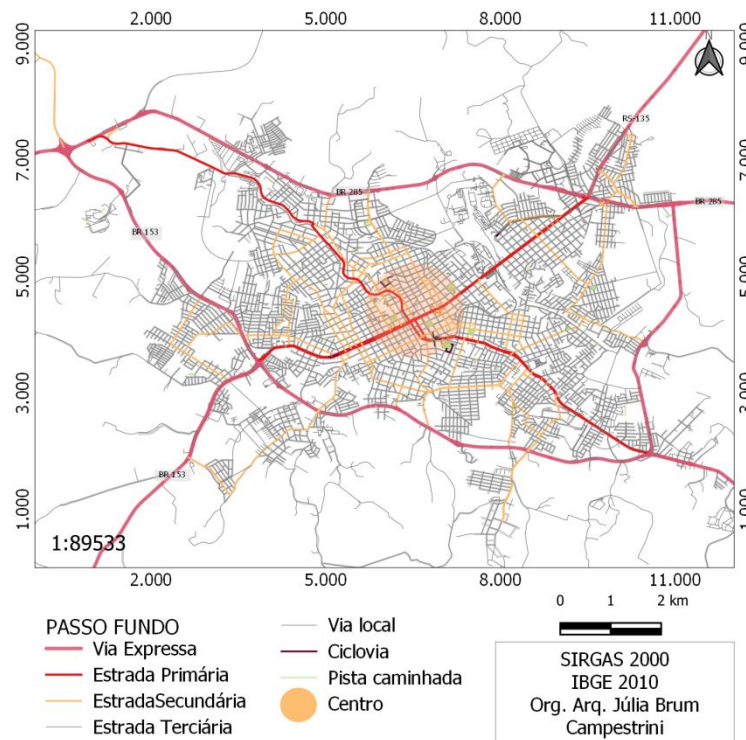 2.000 5.000 8.000 11.000
9.000
9.000
N
RS-135
7.000
7.000
BR 285
BR 285
BR 153
5.000
5.000
3.000
3.000
BR 153
1.000
1.000
1:89533
2.000 5.000 8.000 11.000
PASSO FUNDO
Via Expressa
Estrada Primária
EstradaSecundária
Estrada Terciária
Via local
Ciclovia
Pista caminhada
Centro
0 1 2 km
SIRGAS 2000
IBGE 2010
Org. Arq. Júlia Brum
Campestrini